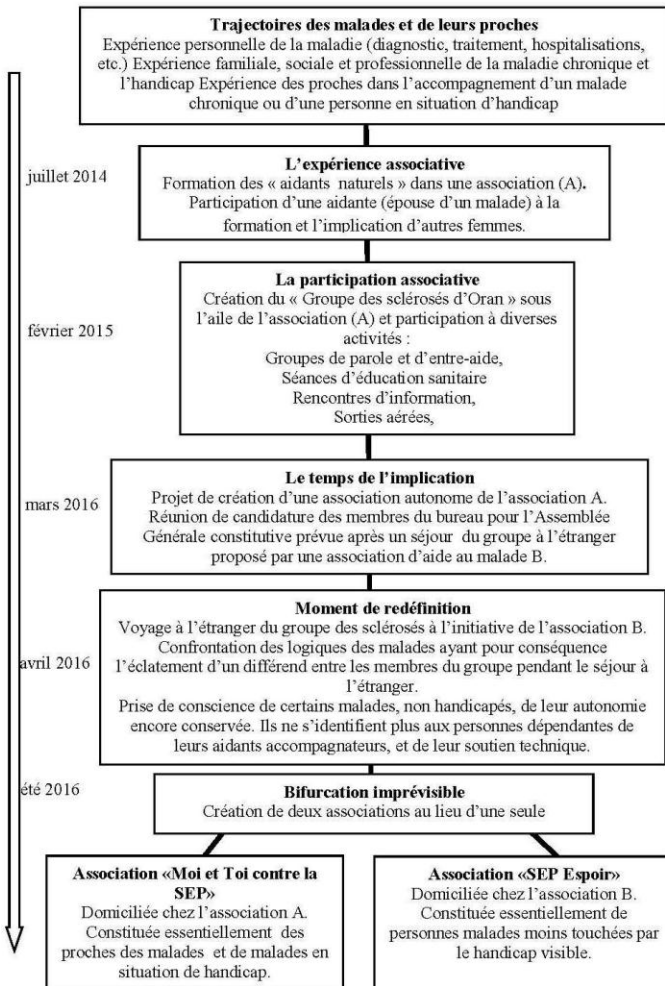 Trajectoires des malades et de leurs proches
Expérience personnelle de la maladie (diagnostic, traitement, hospitalisations,
etc.) Expérience familiale, sociale et professionnelle de la maladie chronique et
l'handicap Expérience des proches dans l'accompagnement d'un malade
chronique ou d'une personne en situation d'handicap
juillet 2014
L'expérience associative
Formation des « aidants naturels » dans une association (A).
Participation d'une aidante (épouse d'un malade) à la
formation et l'implication d'autres femmes.
février 2015
La participation associative
Création du « Groupe des sclérosés d'Oran » sous
l'aile de l'association (A) et participation à diverses
activités :
Groupes de parole et d'entre-aide,
Séances d'éducation sanitaire
Rencontres d'information,
Sorties aérées,
mars 2016
Le temps de l'implication
Projet de création d'une association autonome de l'association A.
Réunion de candidature des membres du bureau pour l'Assemblée
Générale constitutive prévue après un séjour du groupe à l'étranger
proposé par une association d'aide au malade B.
avril 2016
Moment de redéfinition
Voyage à l'étranger du groupe des sclérosés à l'initiative de l'association B.
Confrontation des logiques des malades ayant pour conséquence
l'éclatement d'un différend entre les membres du groupe pendant le séjour à
l'étranger.
Prise de conscience de certains malades, non handicapés, de leur autonomie
encore conservée. Ils ne s'identifient plus aux personnes dépendantes de
leurs aidants accompagnateurs, et de leur soutien technique.
été 2016
Bifurcation imprévisible
Création de deux associations au lieu d'une seule
Association «Moi et Toi contre la
SEP»
Domiciliée chez l'association A.
Constituée essentiellement des
proches des malades et de malades en
situation de handicap.
Association «SEP Espoir»
Domiciliée chez l'association B.
Constituée essentiellement de
personnes malades moins touchées par
le handicap visible.